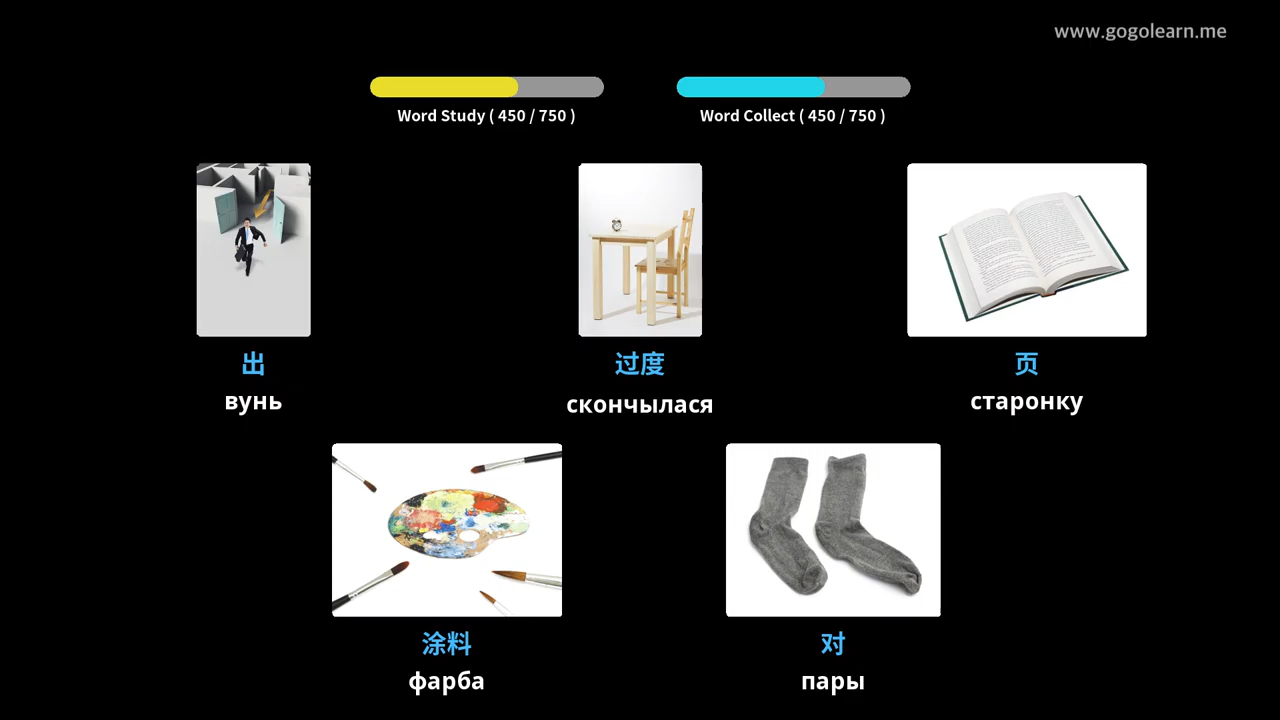 www.gogolearn.me
Word Study ( 450 / 750 )
Word Collect ( 450 / 750 )
出
вунь
过度
скончылася
页
старонку
涂料
фарба
对
пары